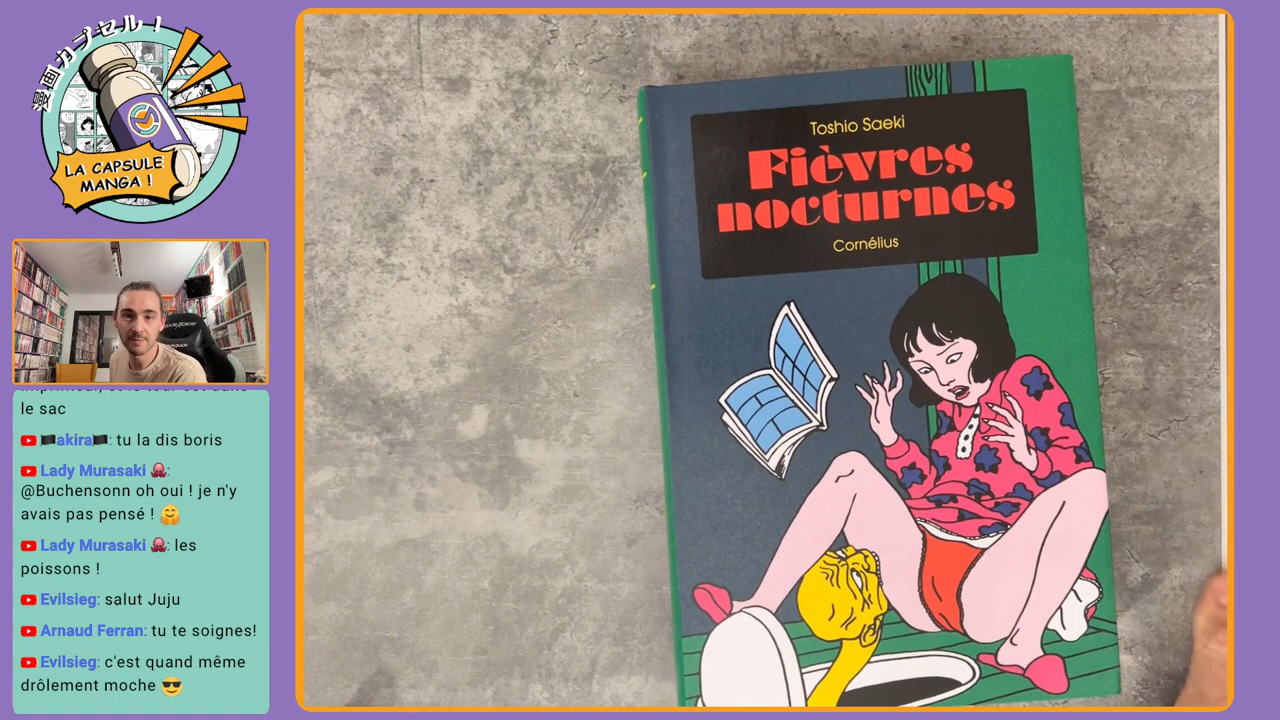 漫画カプセル！
LA CAPSULE
MANGA !
le sac
akira: tu la dis boris
Lady Murasaki :
@Buchensonn oh oui ! je n'y
avais pas pensé !
Lady Murasaki : les
poissons !
Evilsieg: salut Juju
Arnaud Ferran: tu te soignes!
Evilsieg: c'est quand même
drôlement moche
Toshio Saeki
Fièvres
nocturnes
Cornélius